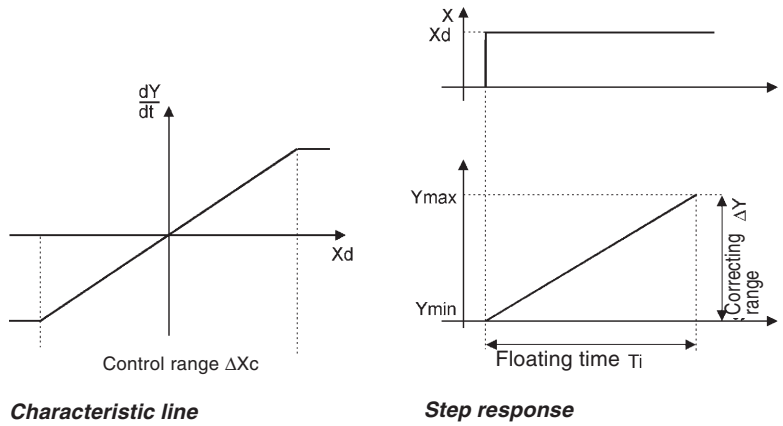 dY
dt
Xd
Control range ΔXc
Characteristic line
X
Xd
Ymax
Ymin
Correcting
range
ΔY
Floating time Ti
Step response